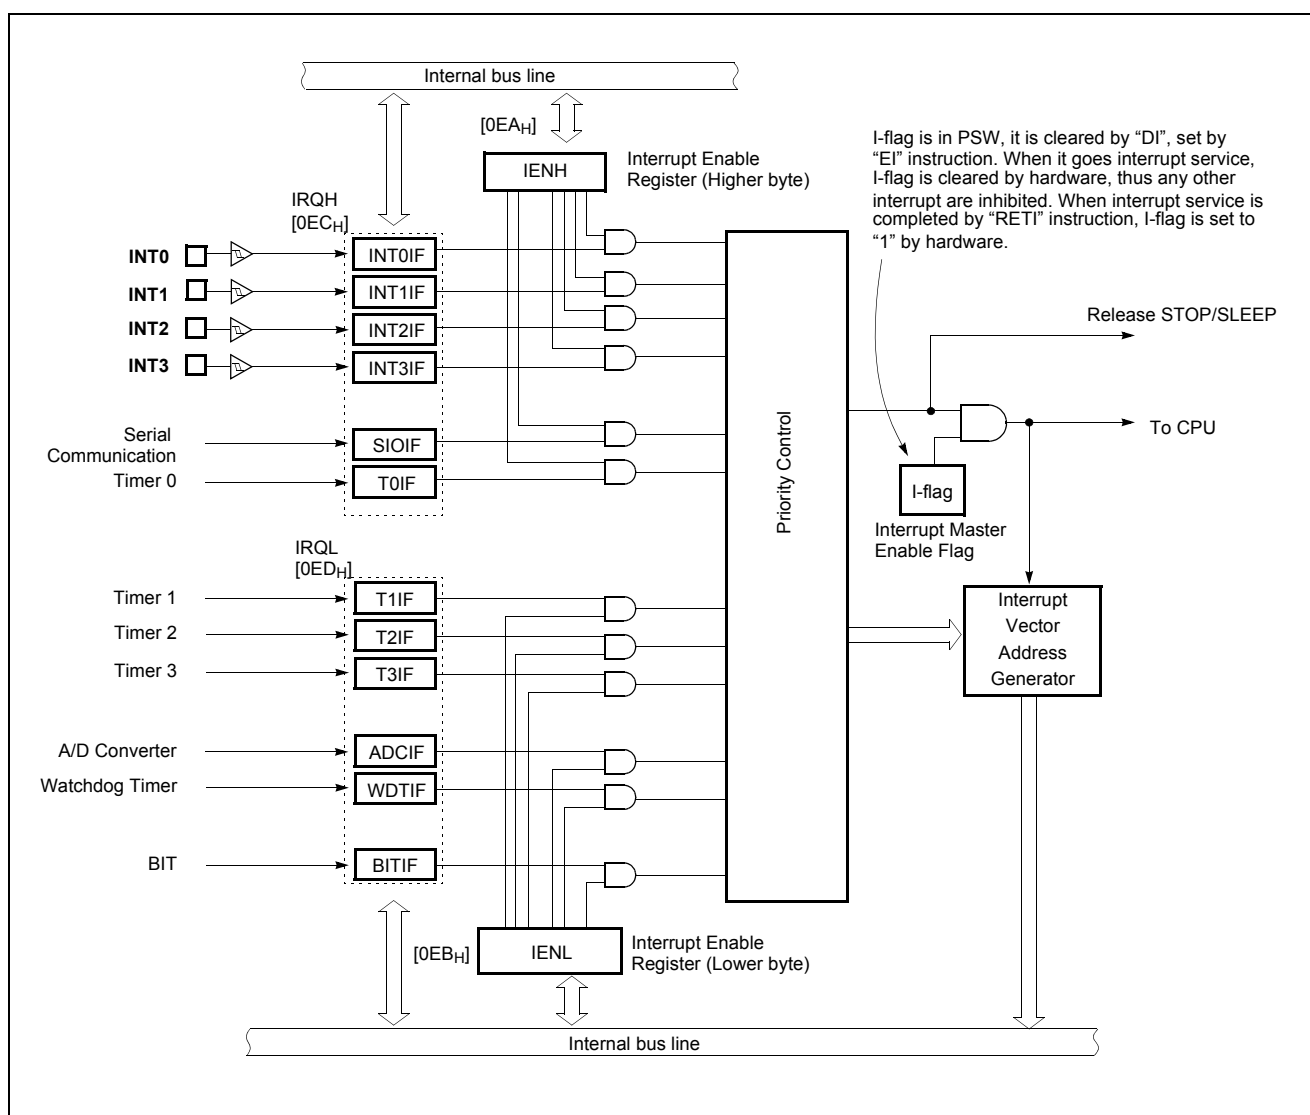 Internal bus line
[0EAH]
I-flag is in PSW, it is cleared by “DI”, set by
“EI” instruction. When it goes interrupt service,
I-flag is cleared by hardware, thus any other
interrupt are inhibited. When interrupt service is
completed by “RETI” instruction, I-flag is set to
“1” by hardware.
IENH
Interrupt Enable
Register (Higher byte)
IRQH
[0ECH]
INT0
INT0IF
INT1
INT1IF
INT2
INT2IF
INT3
INT3IF
Release STOP/SLEEP
To CPU
Serial
Communication
SIOIF
Timer 0
T0IF
Priority Control
I-flag
Interrupt Master
Enable Flag
IRQL
[0EDH]
Timer 1
T1IF
Timer 2
T2IF
Timer 3
T3IF
Interrupt
Vector
Address
Generator
A/D Converter
ADCIF
Watchdog Timer
WDTIF
BIT
BITIF
[0EBH]
IENL
Interrupt Enable
Register (Lower byte)
Internal bus line